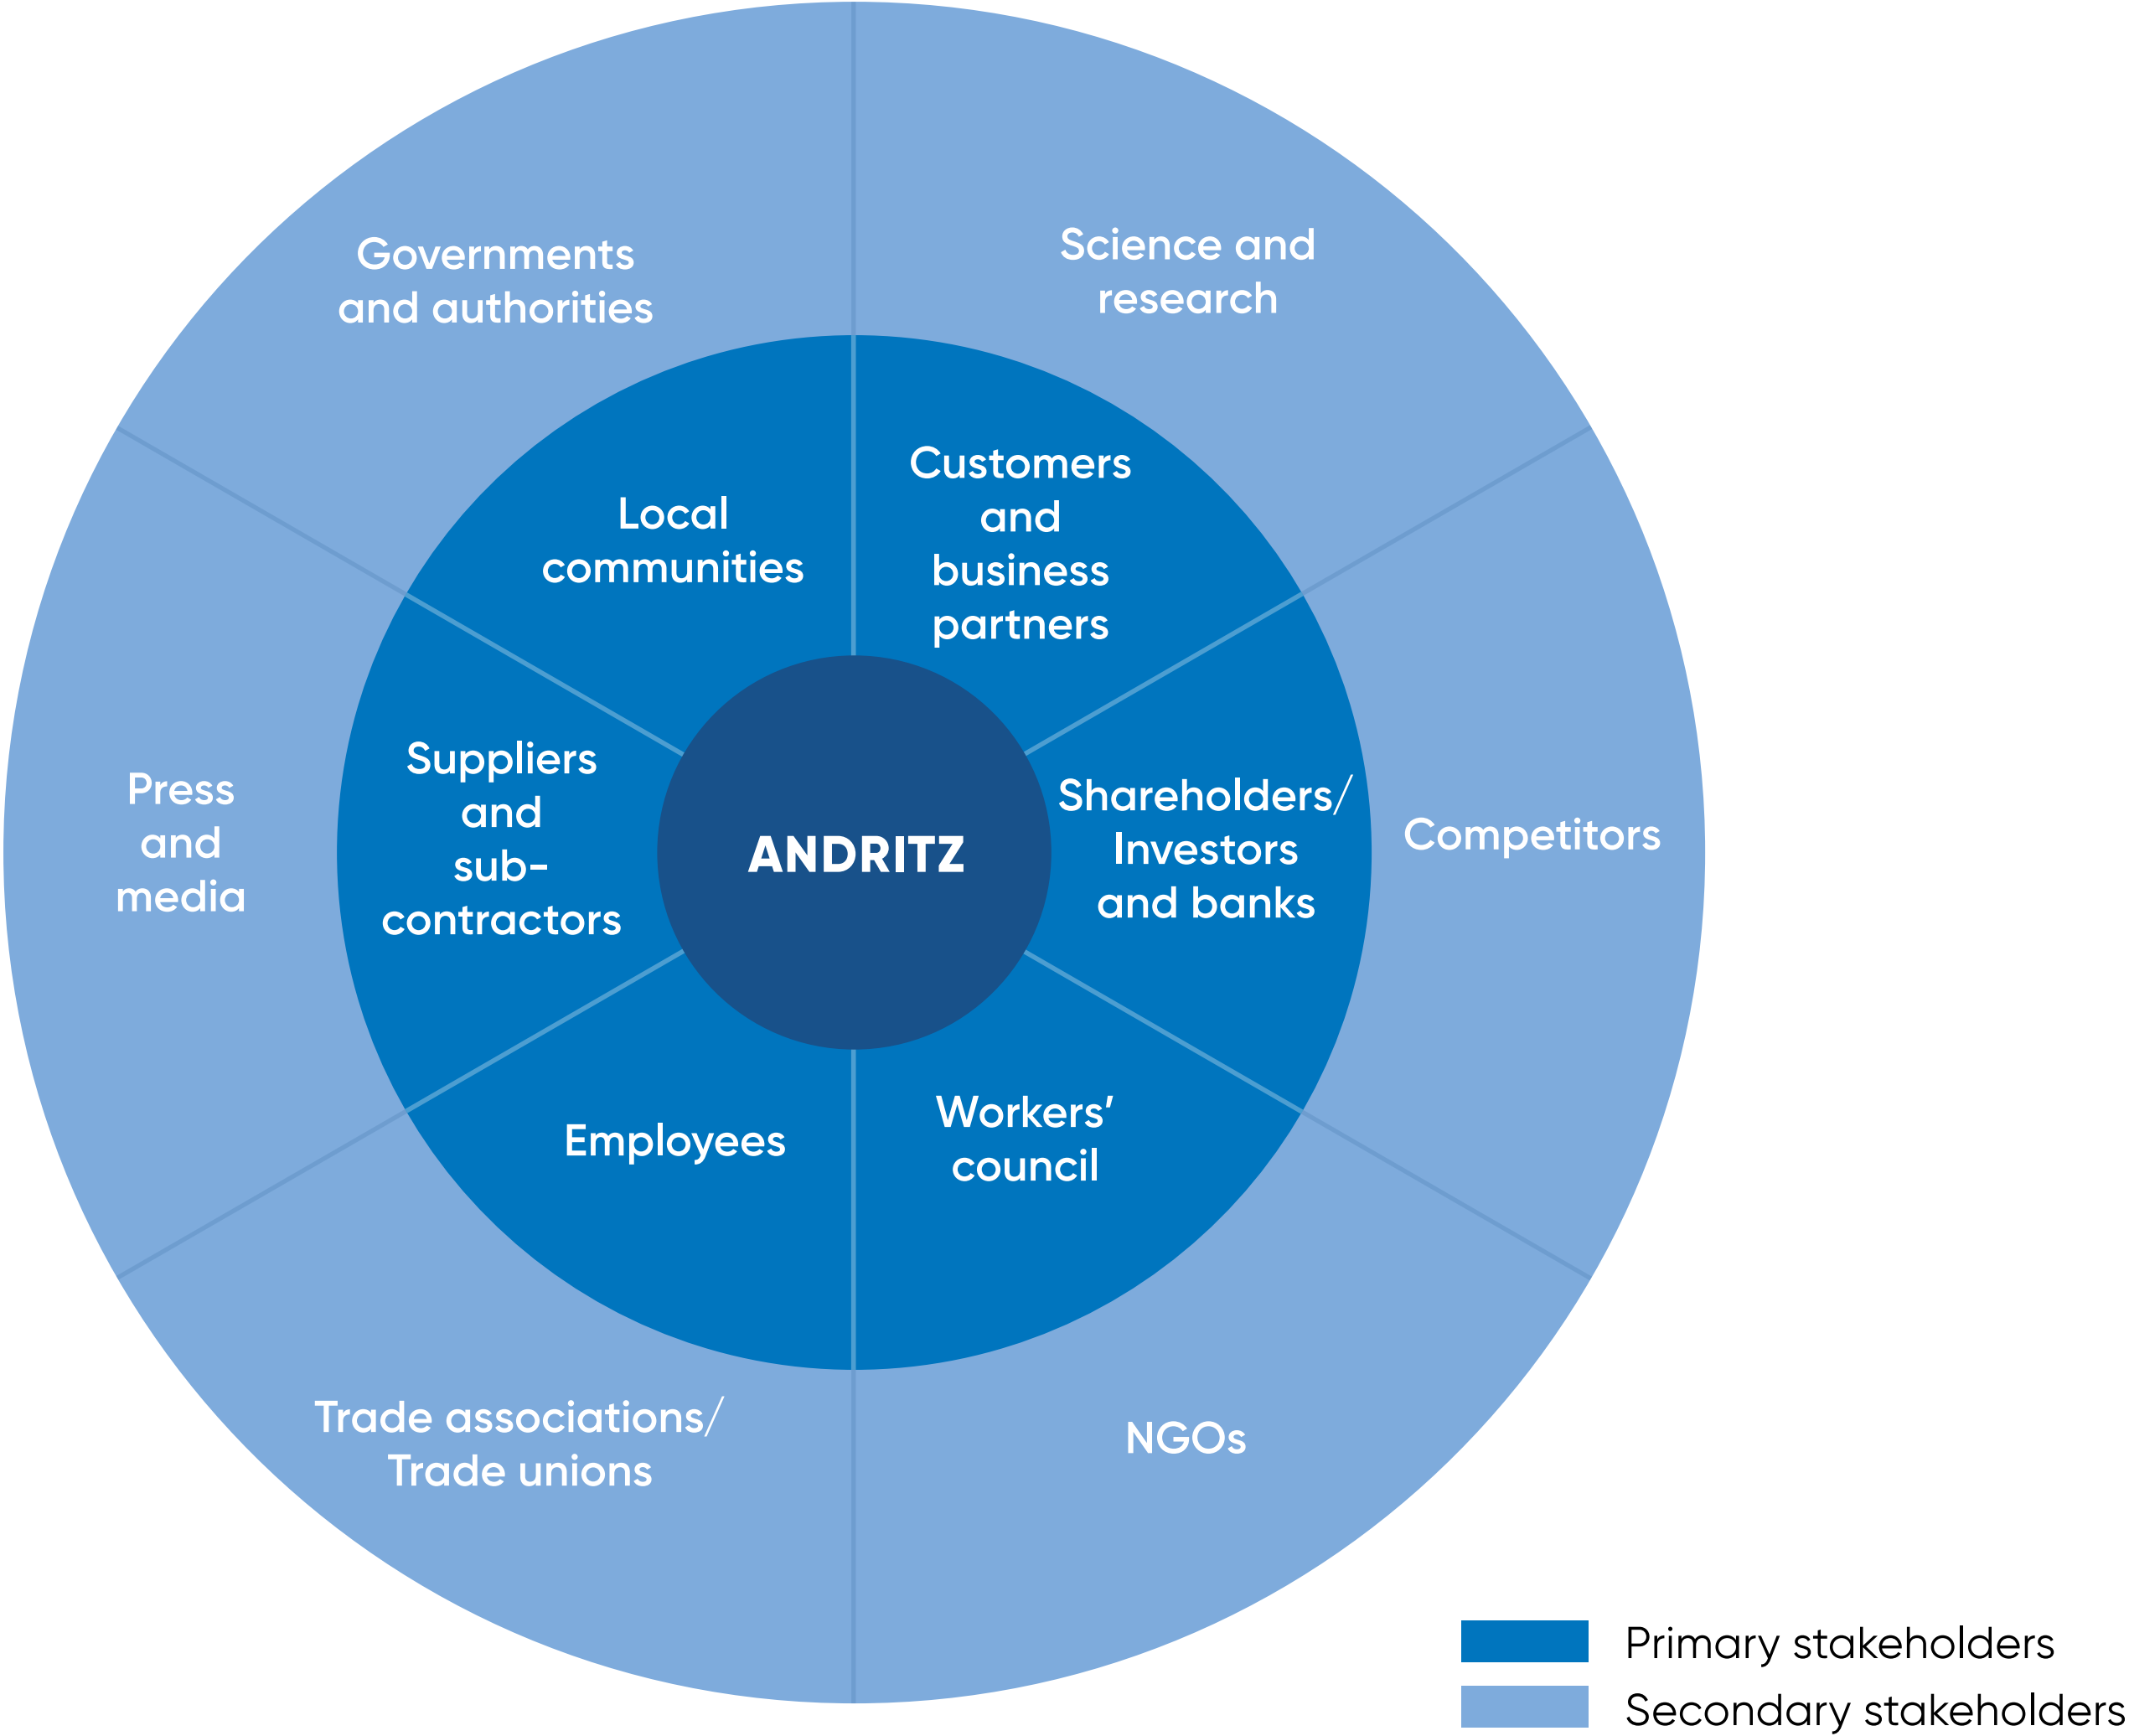 Governments
and authorities
Science and
research
Local
communities
Customers
and
business
partners
Press
and
media
Suppliers
and
sub-
contractors
ANDRITZ
Shareholders/
Investors
and banks
Competitors
Employees
Workers’
council
Trade associations/
Trade unions
NGOs
Primary stakeholders
Secondary stakeholders